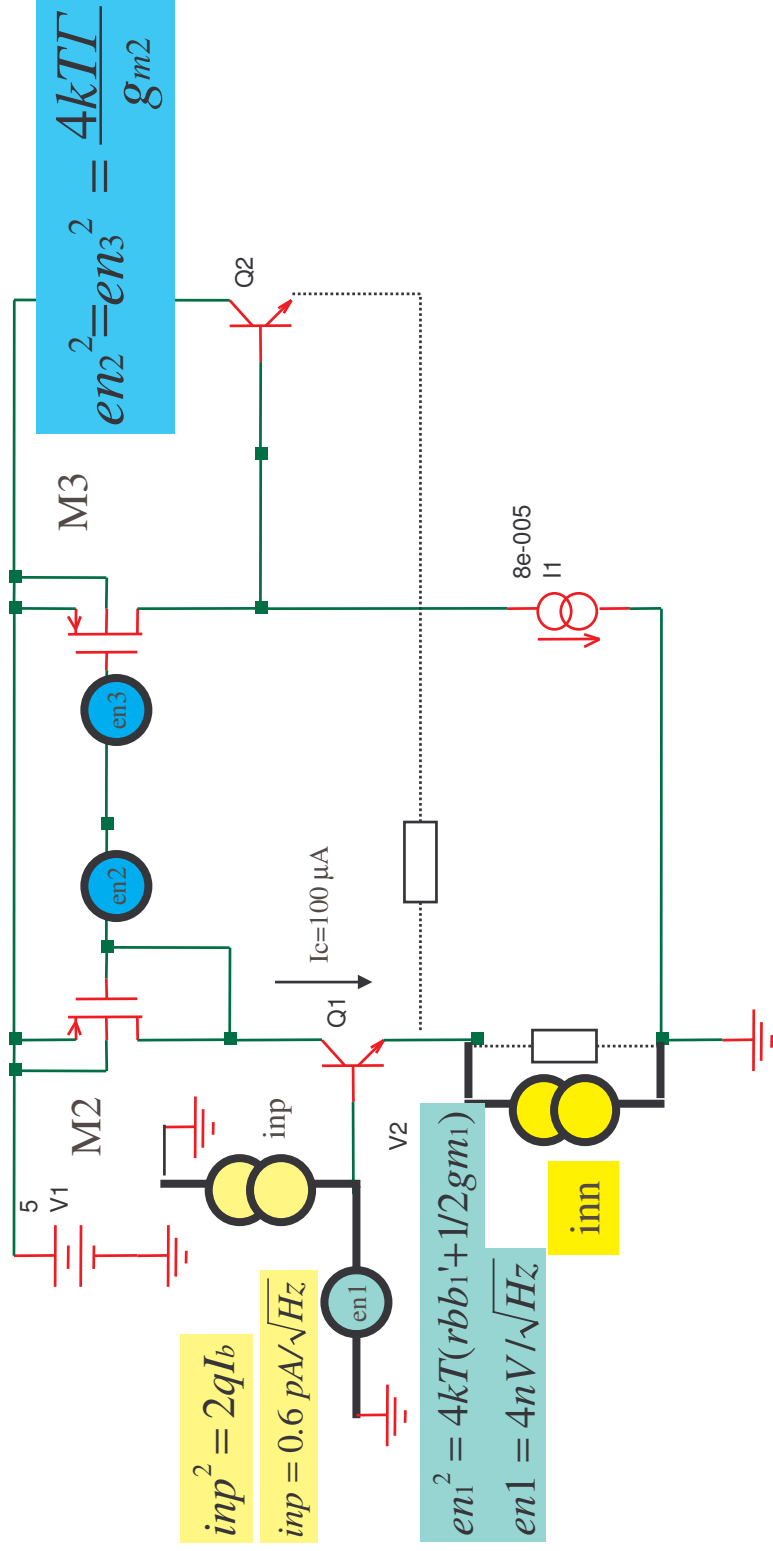 en₂²=en₃² = 4kTΓ / gm2
M2
M3
5
V1
en2
en3
Q2
inp² = 2qIb
inp = 0.6 pA/√Hz
inp
Ic=100 µA
Q1
en1
V2
8e-005
I1
en₁² = 4kT(rbb₁'+1/2gm₁)
en1 = 4nV/√Hz
inn